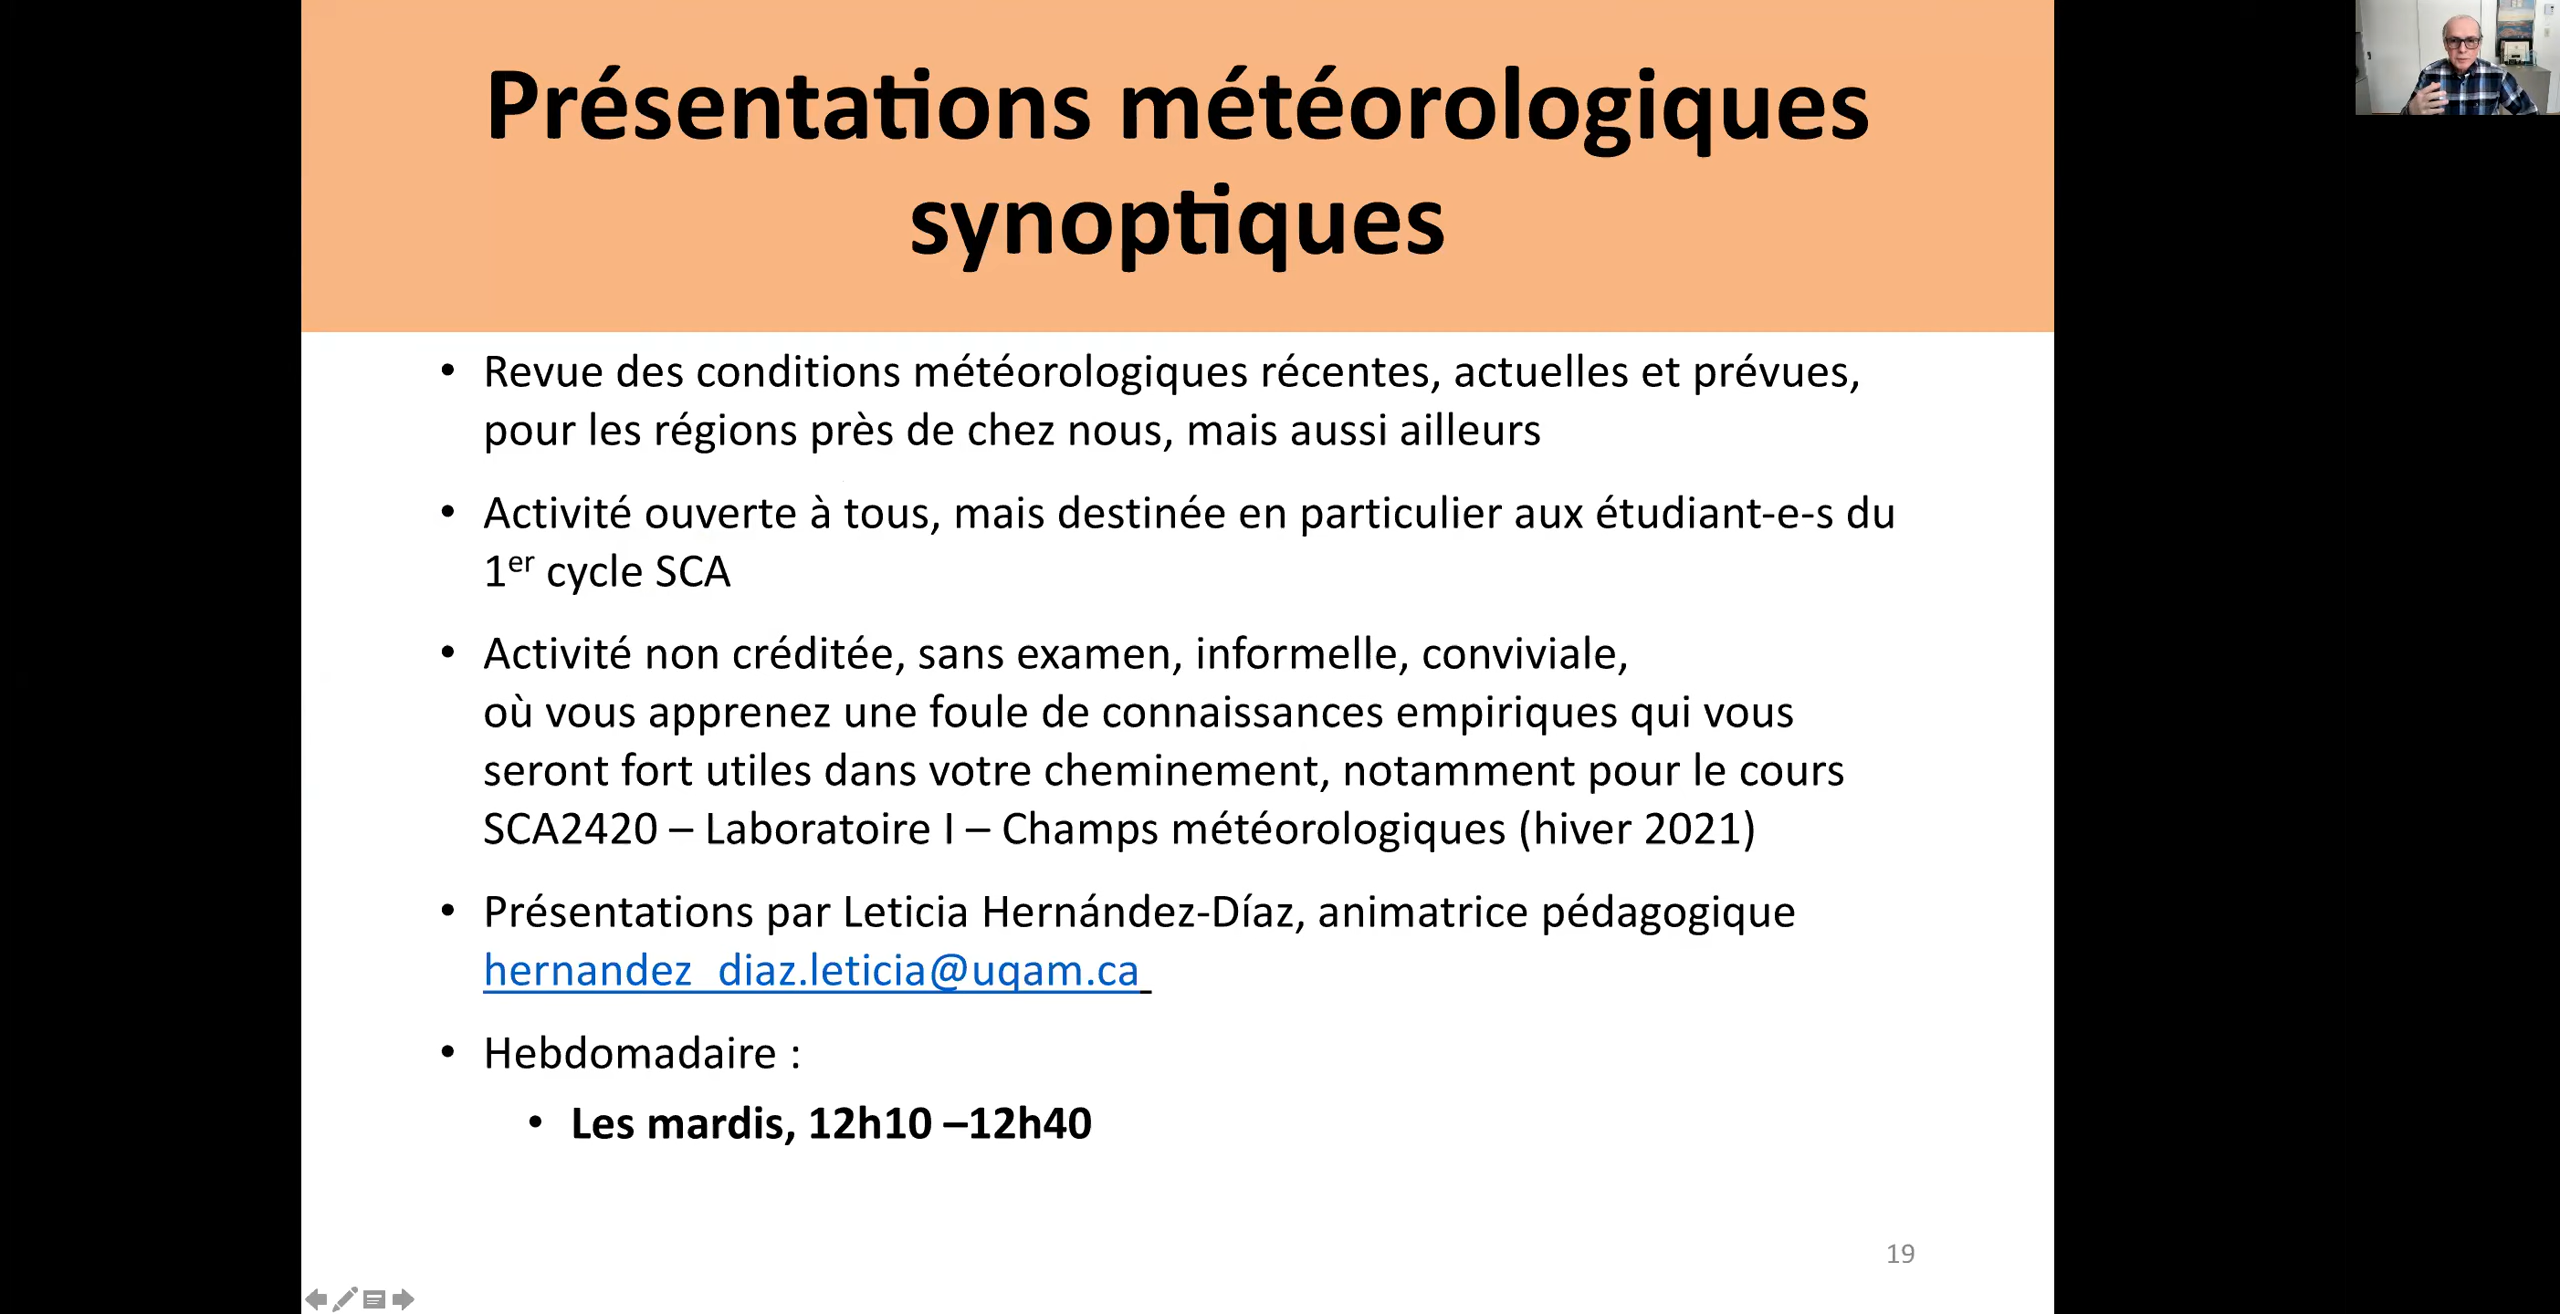 Présentations météorologiques
synoptiques
• Revue des conditions météorologiques récentes, actuelles et prévues,
pour les régions près de chez nous, mais aussi ailleurs
• Activité ouverte à tous, mais destinée en particulier aux étudiant-e-s du
1er cycle SCA
• Activité non créditée, sans examen, informelle, conviviale,
où vous apprenez une foule de connaissances empiriques qui vous
seront fort utiles dans votre cheminement, notamment pour le cours
SCA2420 – Laboratoire I – Champs météorologiques (hiver 2021)
• Présentations par Leticia Hernández-Díaz, animatrice pédagogique
hernandez_diaz.leticia@uqam.ca
• Hebdomadaire :
• Les mardis, 12h10 –12h40
19